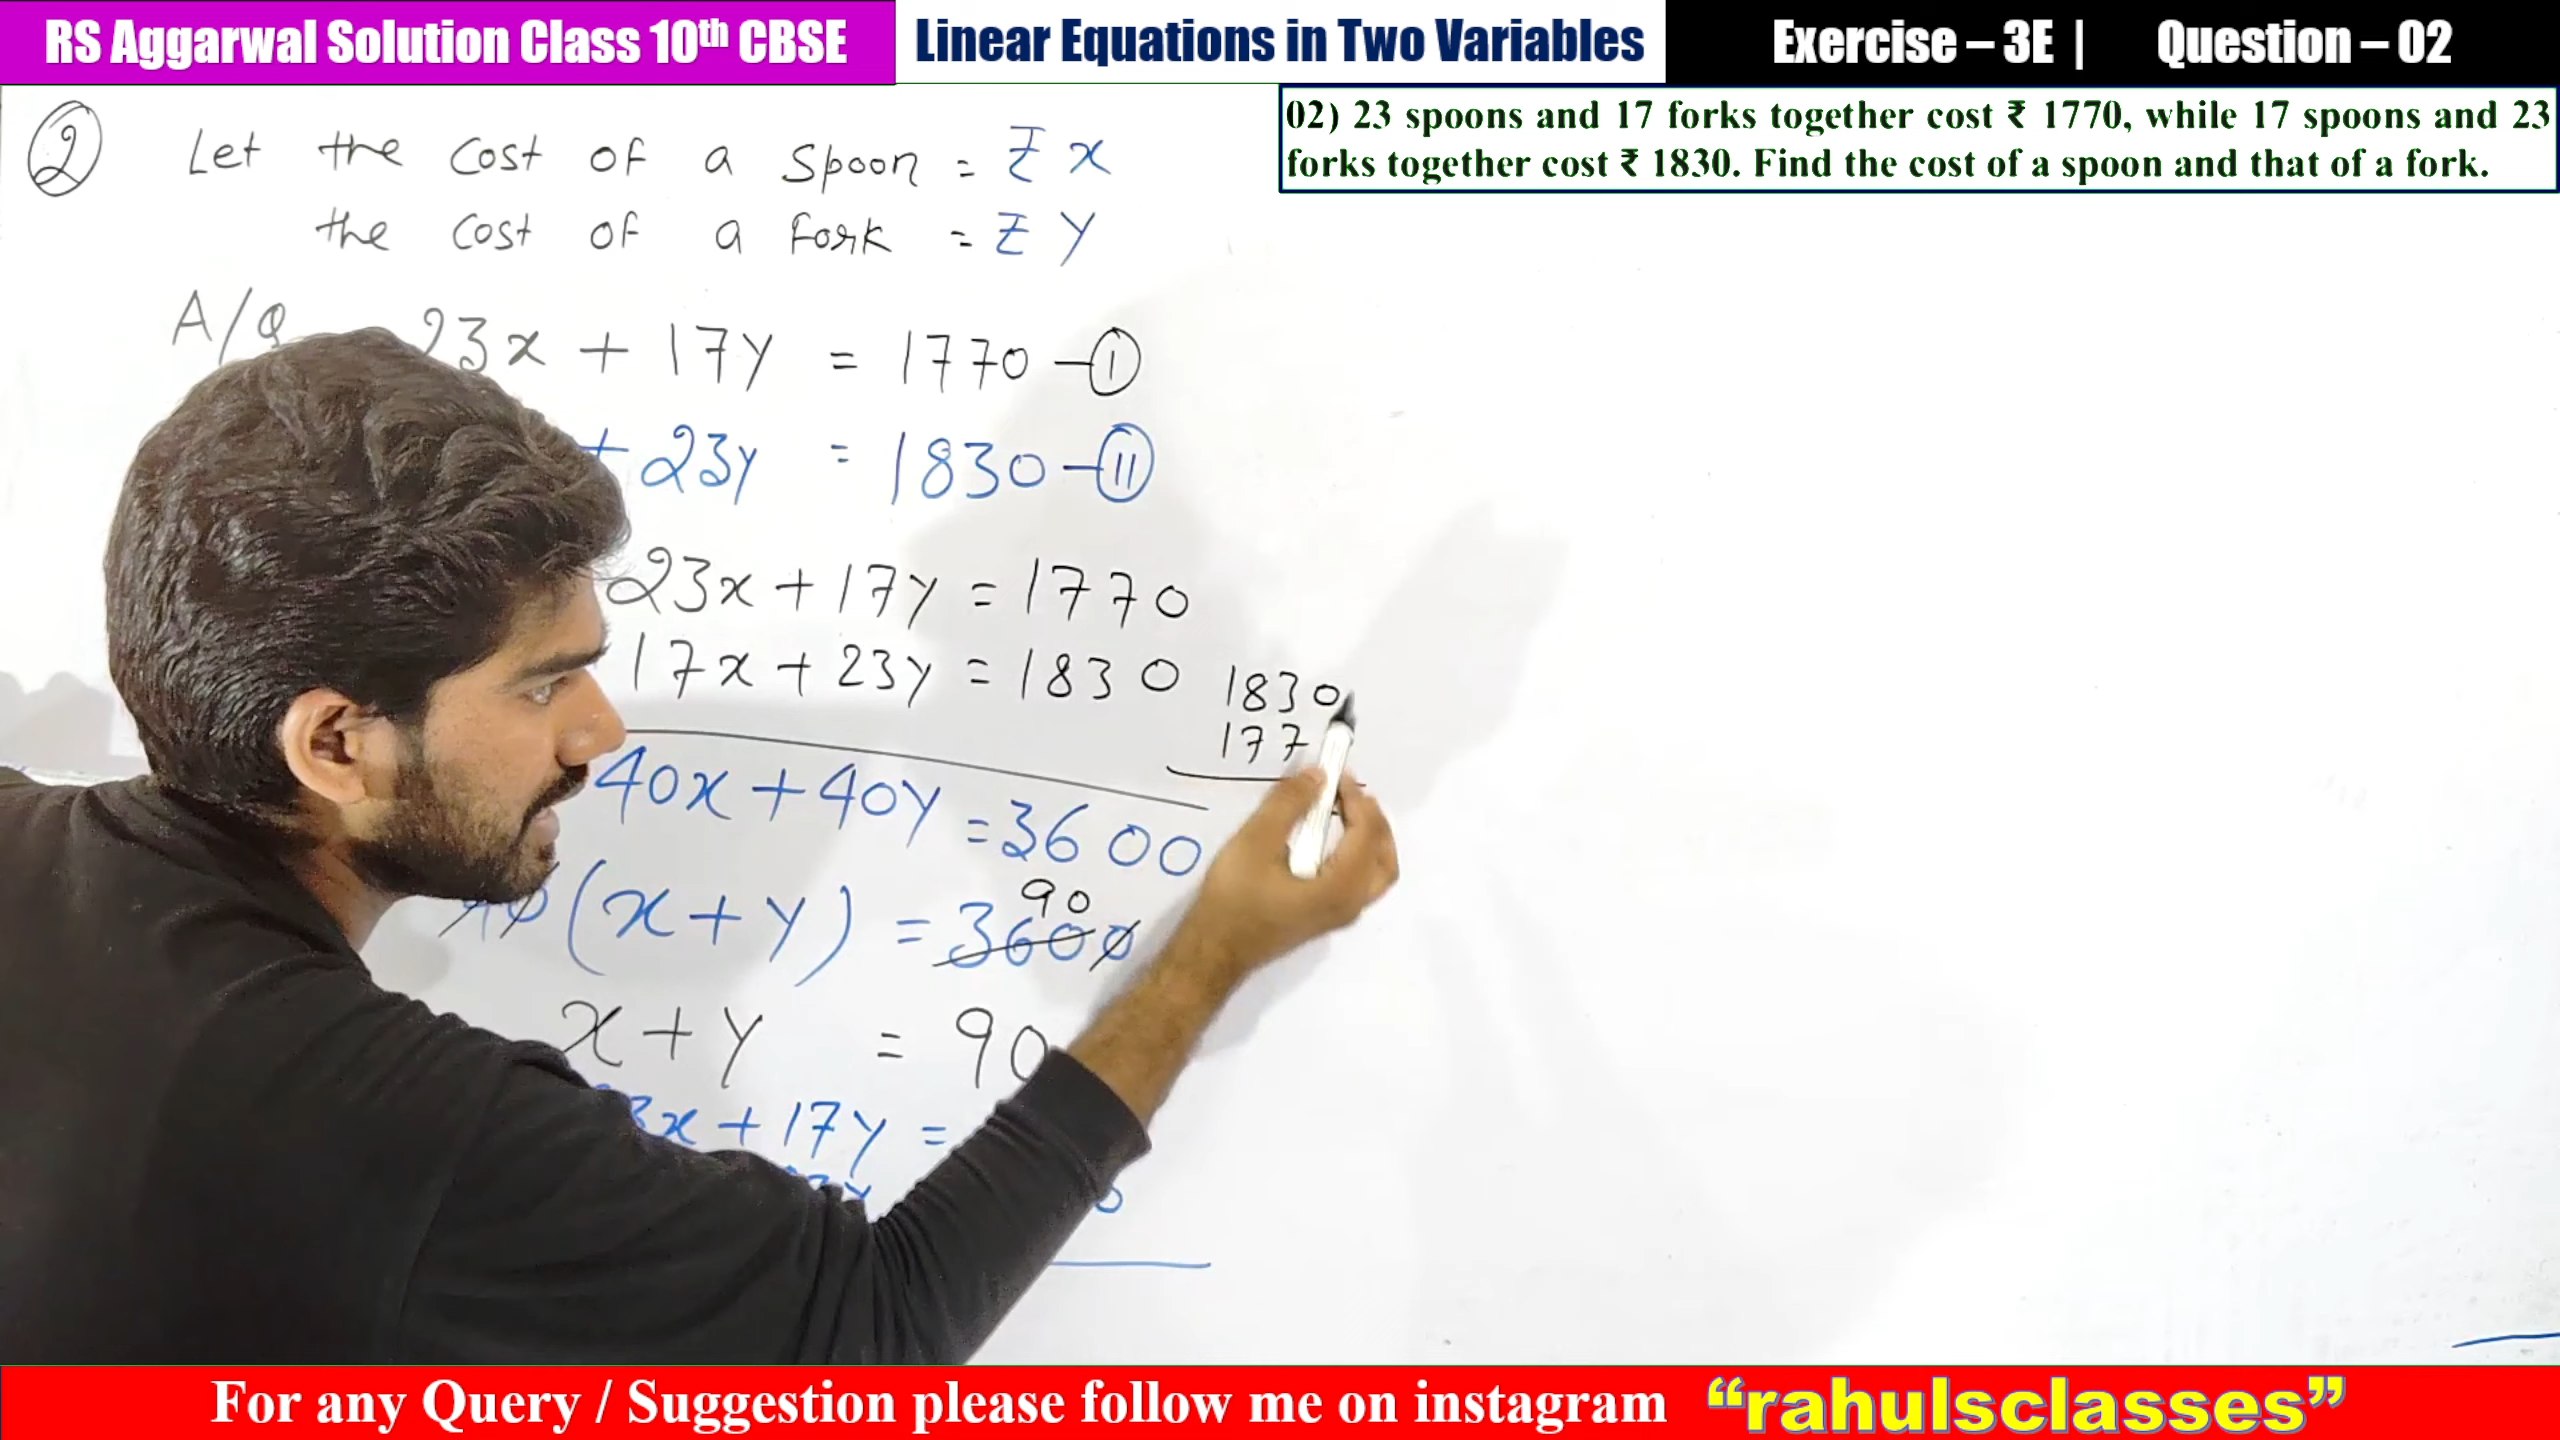 RS Aggarwal Solution Class 10th CBSE
Linear Equations in Two Variables
Exercise – 3E | Question – 02
02) 23 spoons and 17 forks together cost ₹ 1770, while 17 spoons and 23
forks together cost ₹ 1830. Find the cost of a spoon and that of a fork.
2
Let the cost of a spoon = ₹ x
the cost of a fork = ₹ y
A/Q 23x + 17y = 1770 - I
+ 23y = 1830 - II
23x + 17y = 1770
17x + 23y = 1830
1830
177
40x + 40y = 3600
90
(x + y) = 3600
x + y = 90
3x + 17y =
For any Query / Suggestion please follow me on instagram “rahulsclasses”